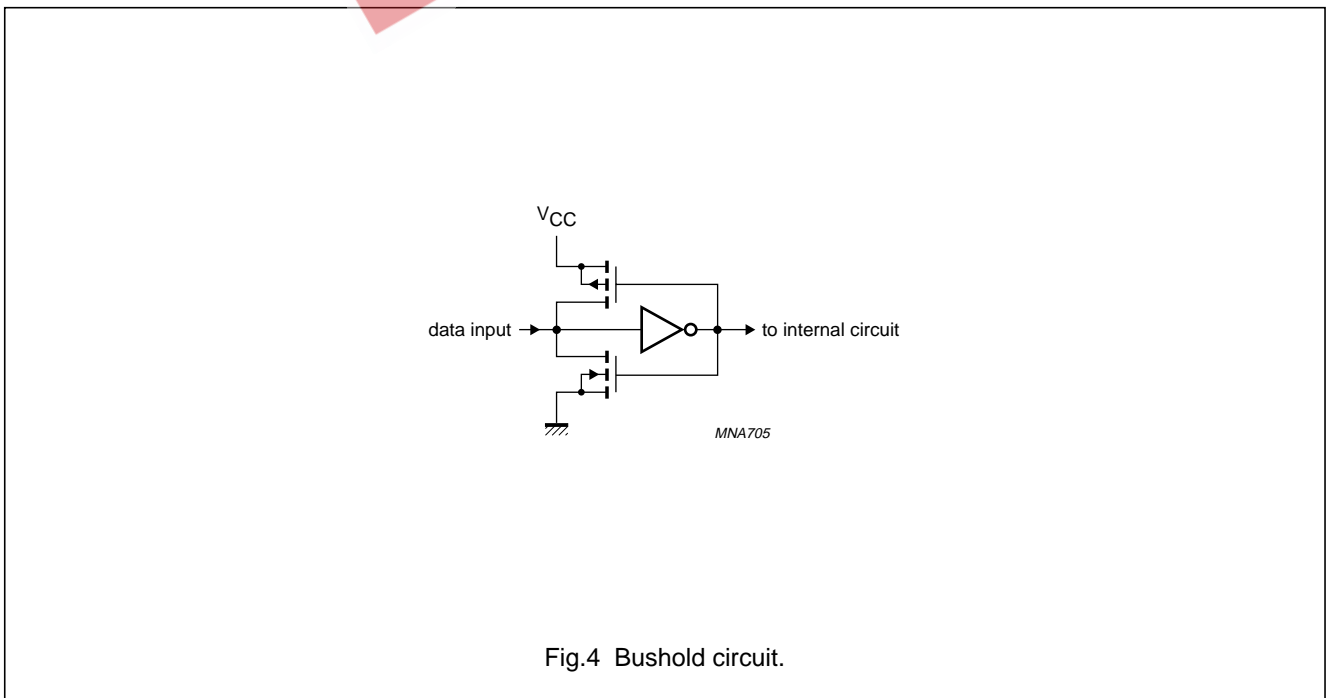 VCC
data input
to internal circuit
MNA705
Fig.4 Bushold circuit.